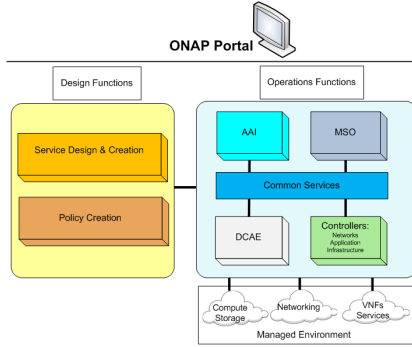 ONAP Portal
Design Functions
Operations Functions
Service Design & Creation
Policy Creation
AAI
MSO
Common Services
DCAE
Controllers:
Networks
Application
Infrastructure
Compute
Storage
Networking
VNFs
Services
Managed Environment